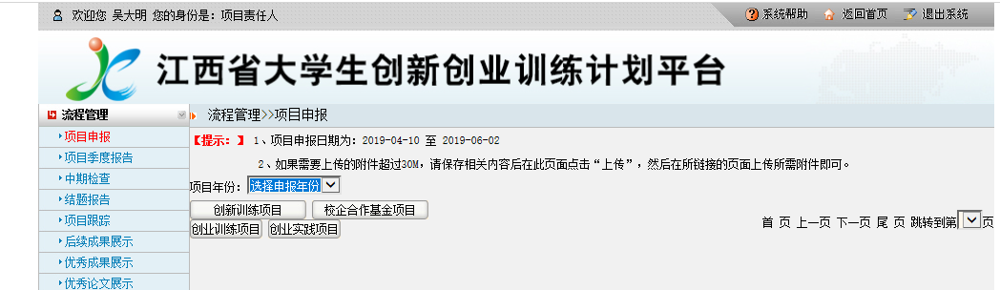 欢迎您 吴大明 您的身份是：项目责任人
系统帮助 返回首页 退出系统
江西省大学生创新创业训练计划平台
流程管理
流程管理>>项目申报
项目申报
项目季度报告
中期检查
结题报告
项目跟踪
后续成果展示
优秀成果展示
优秀论文展示
【提示：】 1、项目申报日期为：2019-04-10 至 2019-06-02
2、如果需要上传的附件超过30M，请保存相关内容后在此页面点击“上传”，然后在所链接的页面上传所需附件即可。
项目年份：选择申报年份
创新训练项目 校企合作基金项目
创业训练项目 创业实践项目
首 页 上一页 下一页 尾 页 跳转到第 页